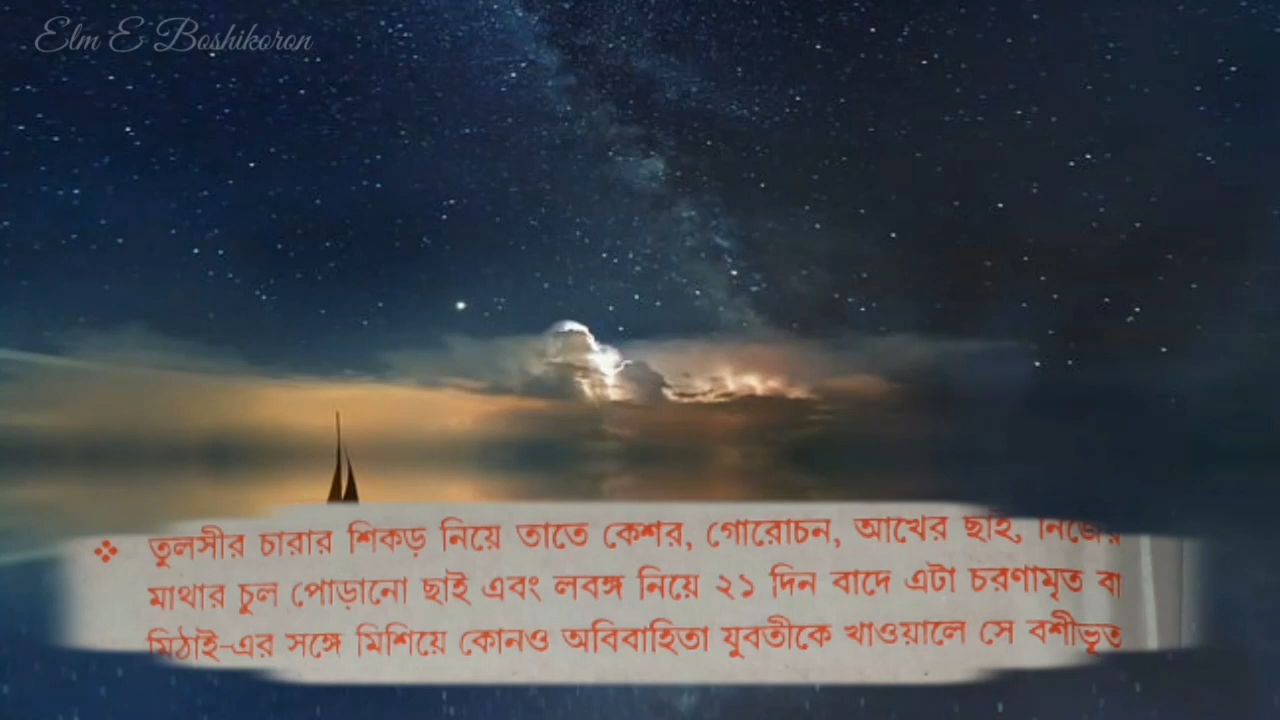 Elm E Boshikoron
❖ তুলসীর চারার শিকড় নিয়ে তাতে কেশর, গোরোচন, আখের ছাই, নিজের
মাথার চুল পোড়ানো ছাই এবং লবঙ্গ নিয়ে ২১ দিন বাদে এটা চরণামৃত বা
মিঠাই-এর সঙ্গে মিশিয়ে কোনও অবিবাহিতা যুবতীকে খাওয়ালে সে বশীভূত